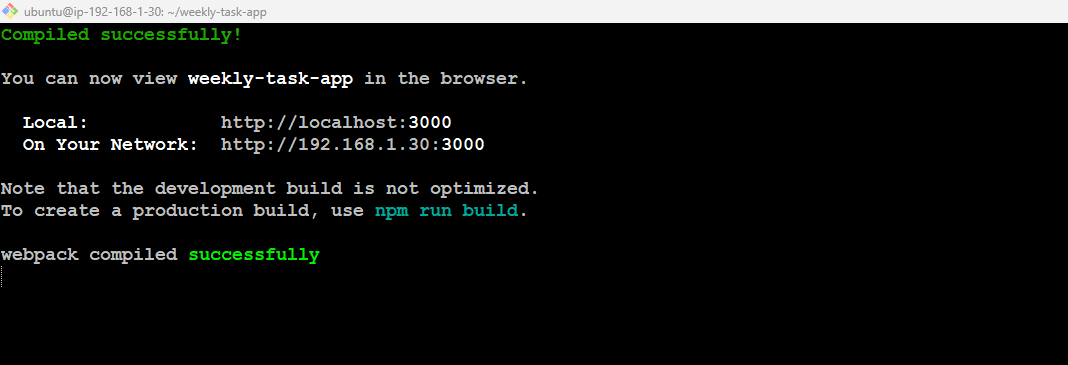 ubuntu@ip-192-168-1-30: ~/weekly-task-app
Compiled successfully!
You can now view weekly-task-app in the browser.
Local: http://localhost:3000
On Your Network: http://192.168.1.30:3000
Note that the development build is not optimized.
To create a production build, use npm run build.
webpack compiled successfully